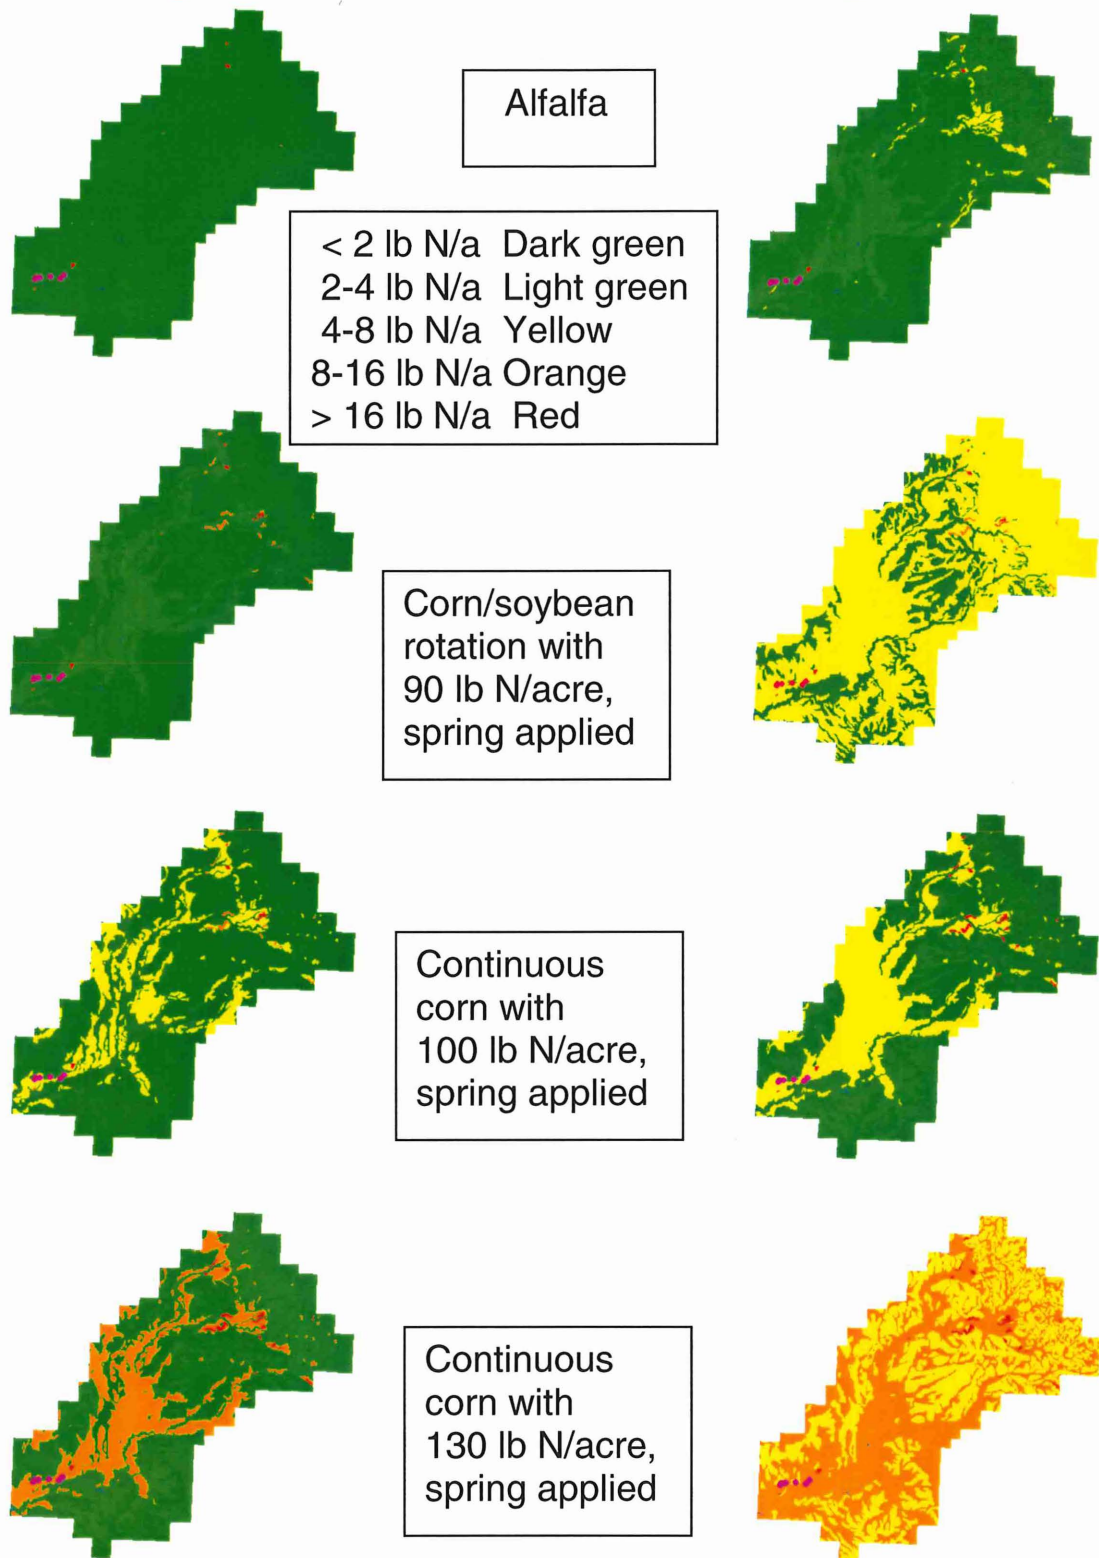 Alfalfa
< 2 lb N/a Dark green
2-4 lb N/a Light green
4-8 lb N/a Yellow
8-16 lb N/a Orange
> 16 lb N/a Red
Corn/soybean
rotation with
90 lb N/acre,
spring applied
Continuous
corn with
100 lb N/acre,
spring applied
Continuous
corn with
130 lb N/acre,
spring applied